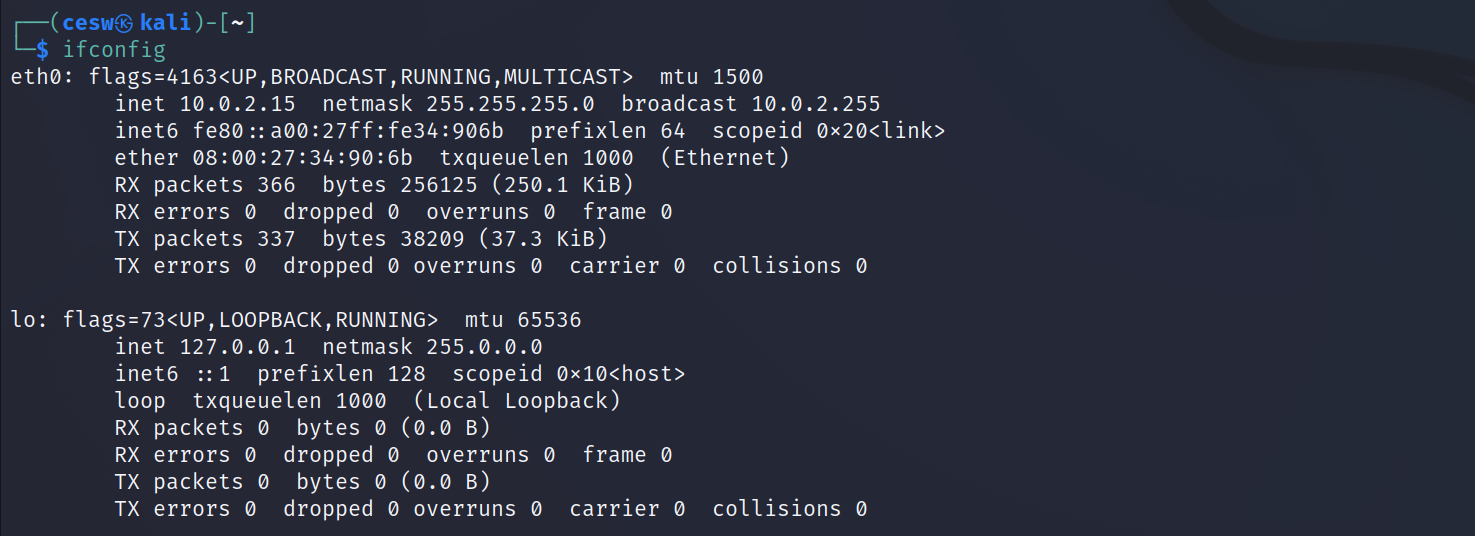 ┌──(cesw㉿kali)-[~]
└─$ ifconfig
eth0: flags=4163<UP,BROADCAST,RUNNING,MULTICAST>  mtu 1500
        inet 10.0.2.15  netmask 255.255.255.0  broadcast 10.0.2.255
        inet6 fe80::a00:27ff:fe34:906b  prefixlen 64  scopeid 0×20<link>
        ether 08:00:27:34:90:6b  txqueuelen 1000  (Ethernet)
        RX packets 366  bytes 256125 (250.1 KiB)
        RX errors 0  dropped 0  overruns 0  frame 0
        TX packets 337  bytes 38209 (37.3 KiB)
        TX errors 0  dropped 0 overruns 0  carrier 0  collisions 0

lo: flags=73<UP,LOOPBACK,RUNNING>  mtu 65536
        inet 127.0.0.1  netmask 255.0.0.0
        inet6 ::1  prefixlen 128  scopeid 0×10<host>
        loop  txqueuelen 1000  (Local Loopback)
        RX packets 0  bytes 0 (0.0 B)
        RX errors 0  dropped 0  overruns 0  frame 0
        TX packets 0  bytes 0 (0.0 B)
        TX errors 0  dropped 0 overruns 0  carrier 0  collisions 0